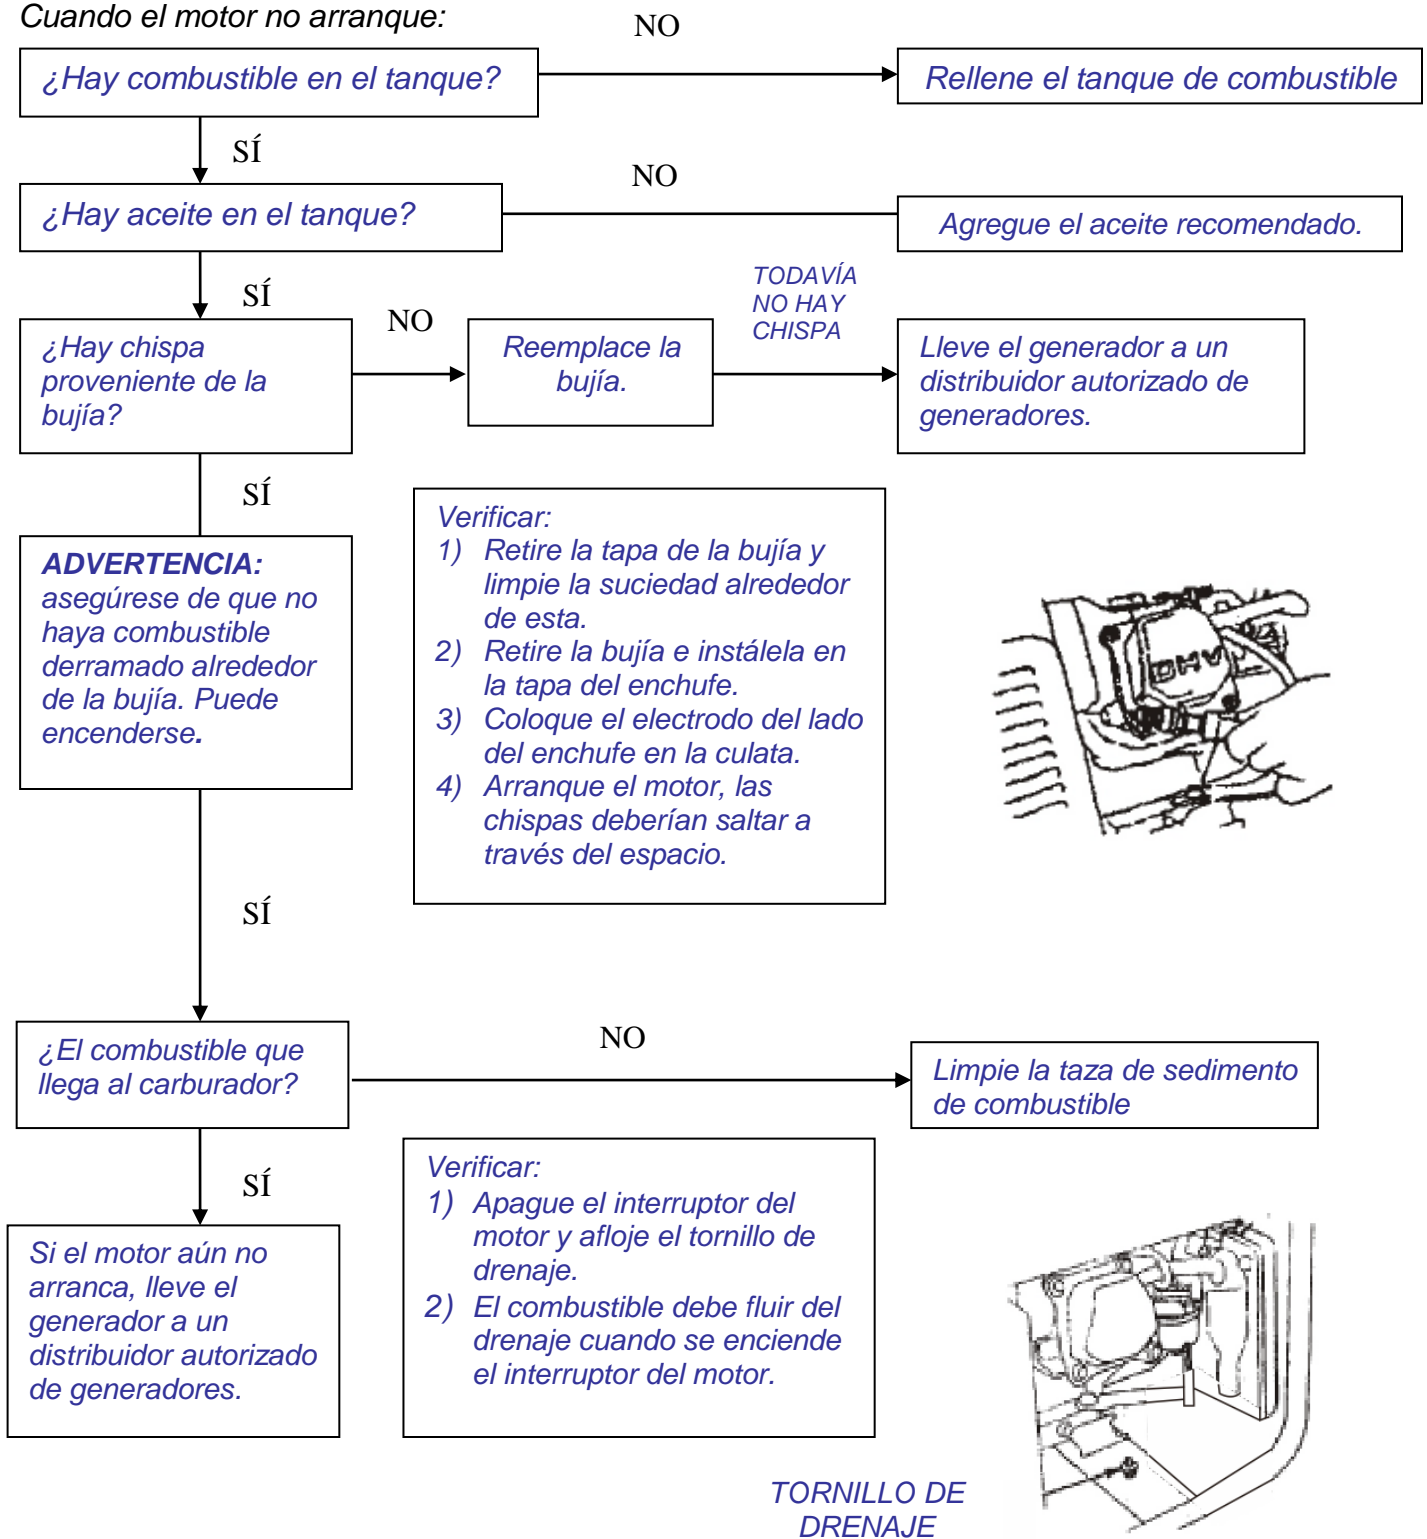 Cuando el motor no arranque:
NO
¿Hay combustible en el tanque?
Rellene el tanque de combustible
SÍ
NO
¿Hay aceite en el tanque?
Agregue el aceite recomendado.
SÍ
NO
TODAVÍA
NO HAY
CHISPA
¿Hay chispa
proveniente de la
bujía?
Reemplace la
bujía.
Lleve el generador a un
distribuidor autorizado de
generadores.
SÍ
ADVERTENCIA:
asegúrese de que no
haya combustible
derramado alrededor
de la bujía. Puede
encenderse.
Verificar:
1) Retire la tapa de la bujía y
limpie la suciedad alrededor
de esta.
2) Retire la bujía e instálela en
la tapa del enchufe.
3) Coloque el electrodo del lado
del enchufe en la culata.
4) Arranque el motor, las
chispas deberían saltar a
través del espacio.
OHV
SÍ
¿El combustible que
llega al carburador?
NO
Limpie la taza de sedimento
de combustible
SÍ
Si el motor aún no
arranca, lleve el
generador a un
distribuidor autorizado
de generadores.
Verificar:
1) Apague el interruptor del
motor y afloje el tornillo de
drenaje.
2) El combustible debe fluir del
drenaje cuando se enciende
el interruptor del motor.
TORNILLO DE
DRENAJE